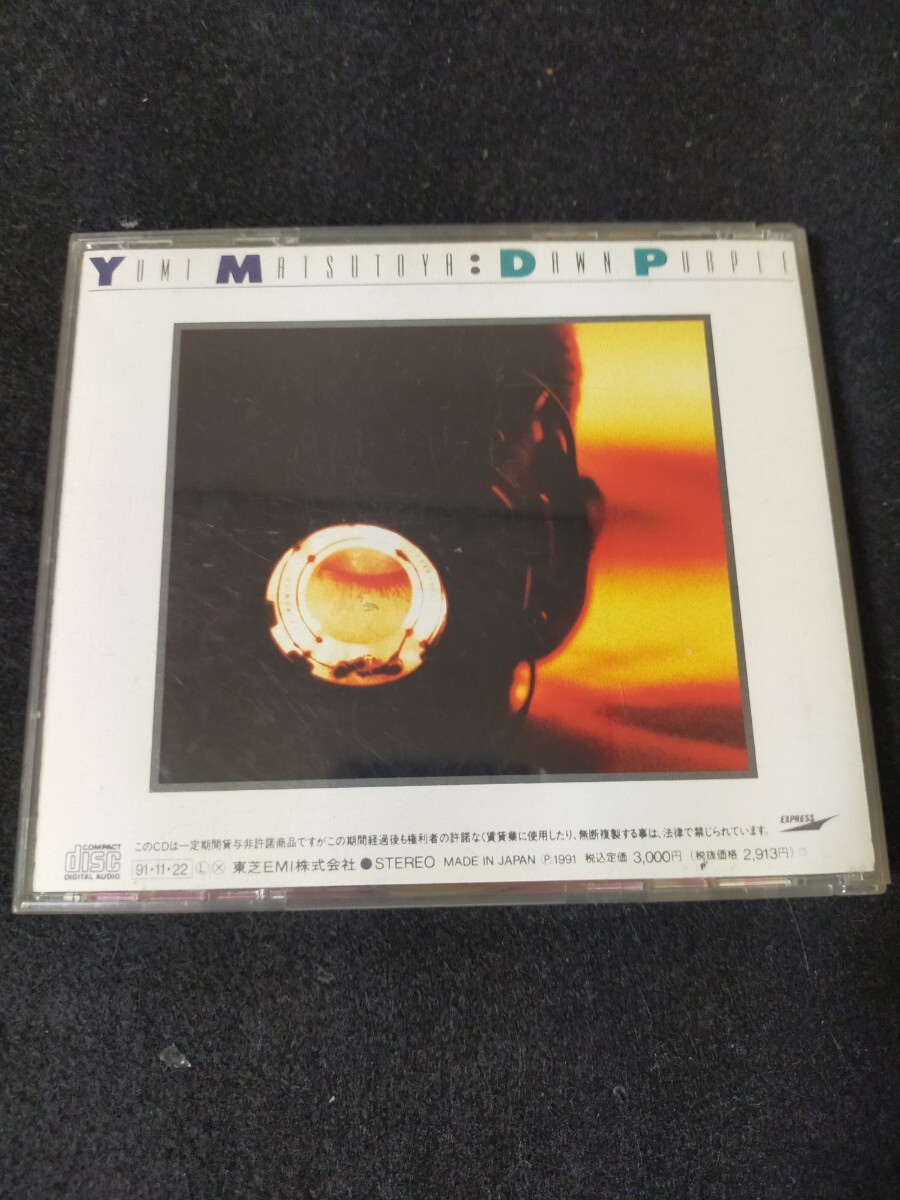 YUMI MATSUTOYA: DAWN PURPLE
EXPRESS
このCDは一定期間貸与非許諾商品ですがこの期間経過後も権利者の許諾なく賃貸業に使用したり、無断複製する事は、法律で禁じられています。
COMPACT
disc
DIGITAL AUDIO
91・11・22 Ⓛ Ⓧ 東芝EMI株式会社 ●STEREO MADE IN JAPAN Ⓟ1991 税込定価 3,000円 (税抜価格 2,913円)